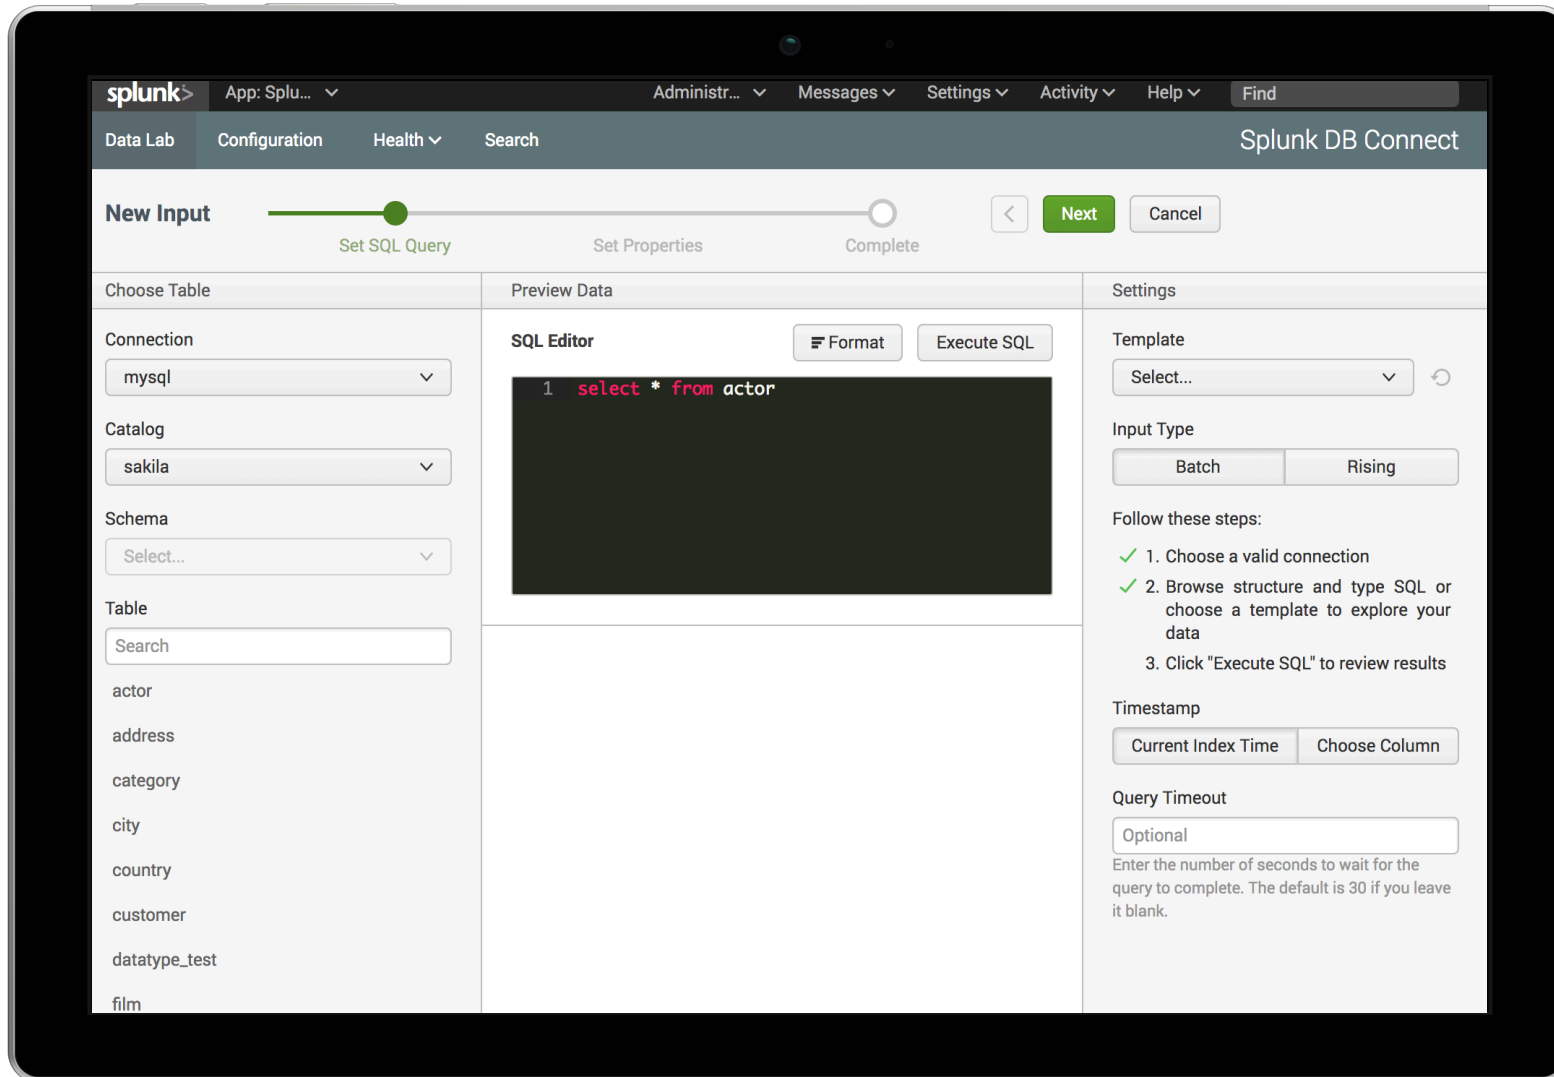 splunk> App: Splu... Administr... Messages Settings Activity Help Find
Data Lab Configuration Health Search Splunk DB Connect
New Input Next Cancel
Set SQL Query Set Properties Complete
Choose Table
Connection
mysql
Catalog
sakila
Schema
Select...
Table
Search
actor
address
category
city
country
customer
datatype_test
film
Preview Data
SQL Editor Format Execute SQL
1 select * from actor
Settings
Template
Select...
Input Type
Batch Rising
Follow these steps:
1. Choose a valid connection
2. Browse structure and type SQL or
choose a template to explore your
data
3. Click "Execute SQL" to review results
Timestamp
Current Index Time Choose Column
Query Timeout
Optional
Enter the number of seconds to wait for the
query to complete. The default is 30 if you leave
it blank.